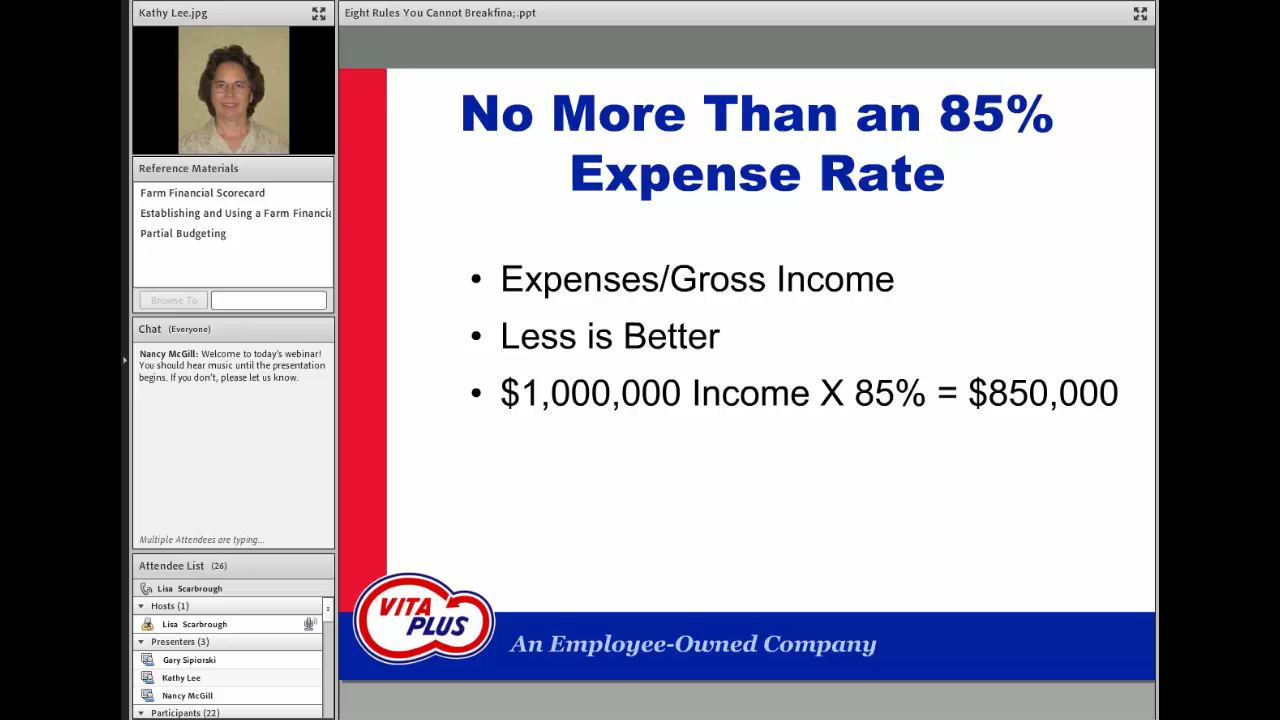 Kathy Lee.jpg
Reference Materials
Farm Financial Scorecard
Establishing and Using a Farm Financia
Partial Budgeting
Browse To
Chat (Everyone)
Nancy McGill: Welcome to today's webinar!
You should hear music until the presentation
begins. If you don't, please let us know.
Multiple Attendees are typing...
Attendee List (26)
Lisa Scarbrough
Hosts (1)
Lisa Scarbrough
Presenters (3)
Gary Sipiorski
Kathy Lee
Nancy McGill
Participants (22)
Eight Rules You Cannot Breakfina;.ppt
No More Than an 85%
Expense Rate
• Expenses/Gross Income
• Less is Better
• $1,000,000 Income X 85% = $850,000
VITA
PLUS
An Employee-Owned Company